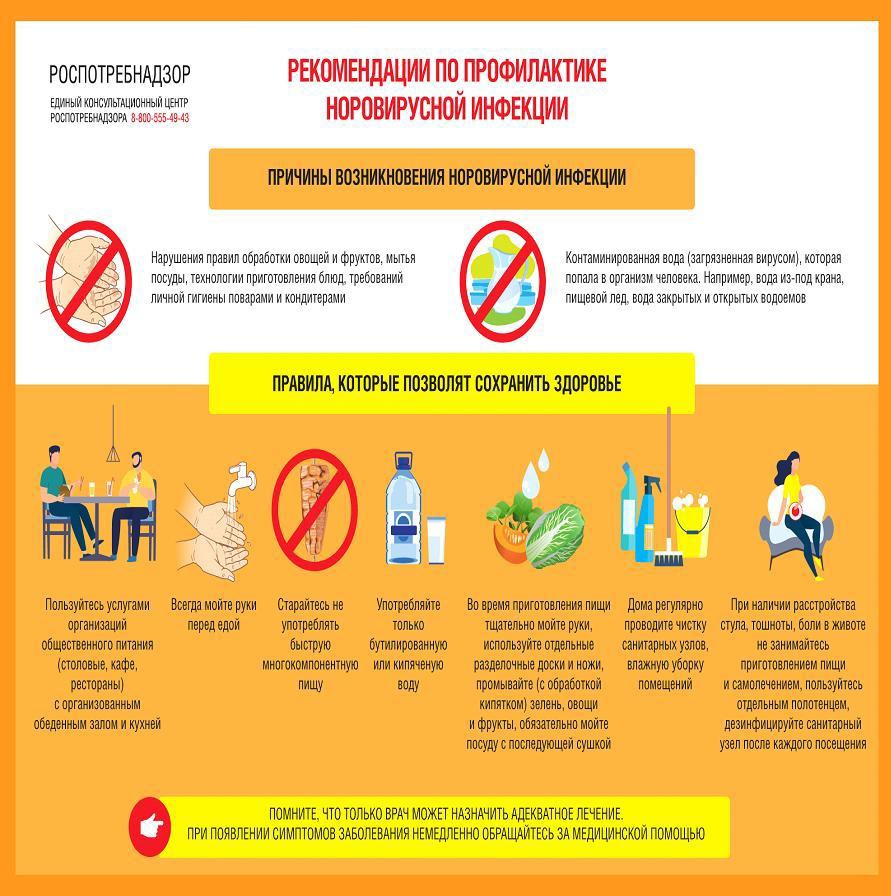 РОСПОТРЕБНАДЗОР
ЕДИНЫЙ КОНСУЛЬТАЦИОННЫЙ ЦЕНТР
РОСПОТРЕБНАДЗОРА 8-800-555-49-43
РЕКОМЕНДАЦИИ ПО ПРОФИЛАКТИКЕ
НОРОВИРУСНОЙ ИНФЕКЦИИ
ПРИЧИНЫ ВОЗНИКНОВЕНИЯ НОРОВИРУСНОЙ ИНФЕКЦИИ
Нарушения правил обработки овощей и фруктов, мытья
посуды, технологии приготовления блюд, требований
личной гигиены поварами и кондитерами
Контаминированная вода (загрязненная вирусом), которая
попала в организм человека. Например, вода из-под крана,
пищевой лед, вода закрытых и открытых водоемов
ПРАВИЛА, КОТОРЫЕ ПОЗВОЛЯТ СОХРАНИТЬ ЗДОРОВЬЕ
Пользуйтесь услугами
организаций
общественного питания
(столовые, кафе,
рестораны)
с организованным
обеденным залом и кухней
Всегда мойте руки
перед едой
Старайтесь не
употреблять
быструю
многокомпонентную
пищу
Употребляйте
только
бутилированную
или кипяченую
воду
Во время приготовления пищи
тщательно мойте руки,
используйте отдельные
разделочные доски и ножи,
промывайте (с обработкой
кипятком) зелень, овощи
и фрукты, обязательно мойте
посуду с последующей сушкой
Дома регулярно
проводите чистку
санитарных узлов,
влажную уборку
помещений
При наличии расстройства
стула, тошноты, боли в животе
не занимайтесь
приготовлением пищи
и самолечением, пользуйтесь
отдельным полотенцем,
дезинфицируйте санитарный
узел после каждого посещения
ПОМНИТЕ, ЧТО ТОЛЬКО ВРАЧ МОЖЕТ НАЗНАЧИТЬ АДЕКВАТНОЕ ЛЕЧЕНИЕ.
ПРИ ПОЯВЛЕНИИ СИМПТОМОВ ЗАБОЛЕВАНИЯ НЕМЕДЛЕННО ОБРАЩАЙТЕСЬ ЗА МЕДИЦИНСКОЙ ПОМОЩЬЮ